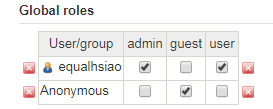 Global roles
User/group admin guest user
equalhsiao
Anonymous